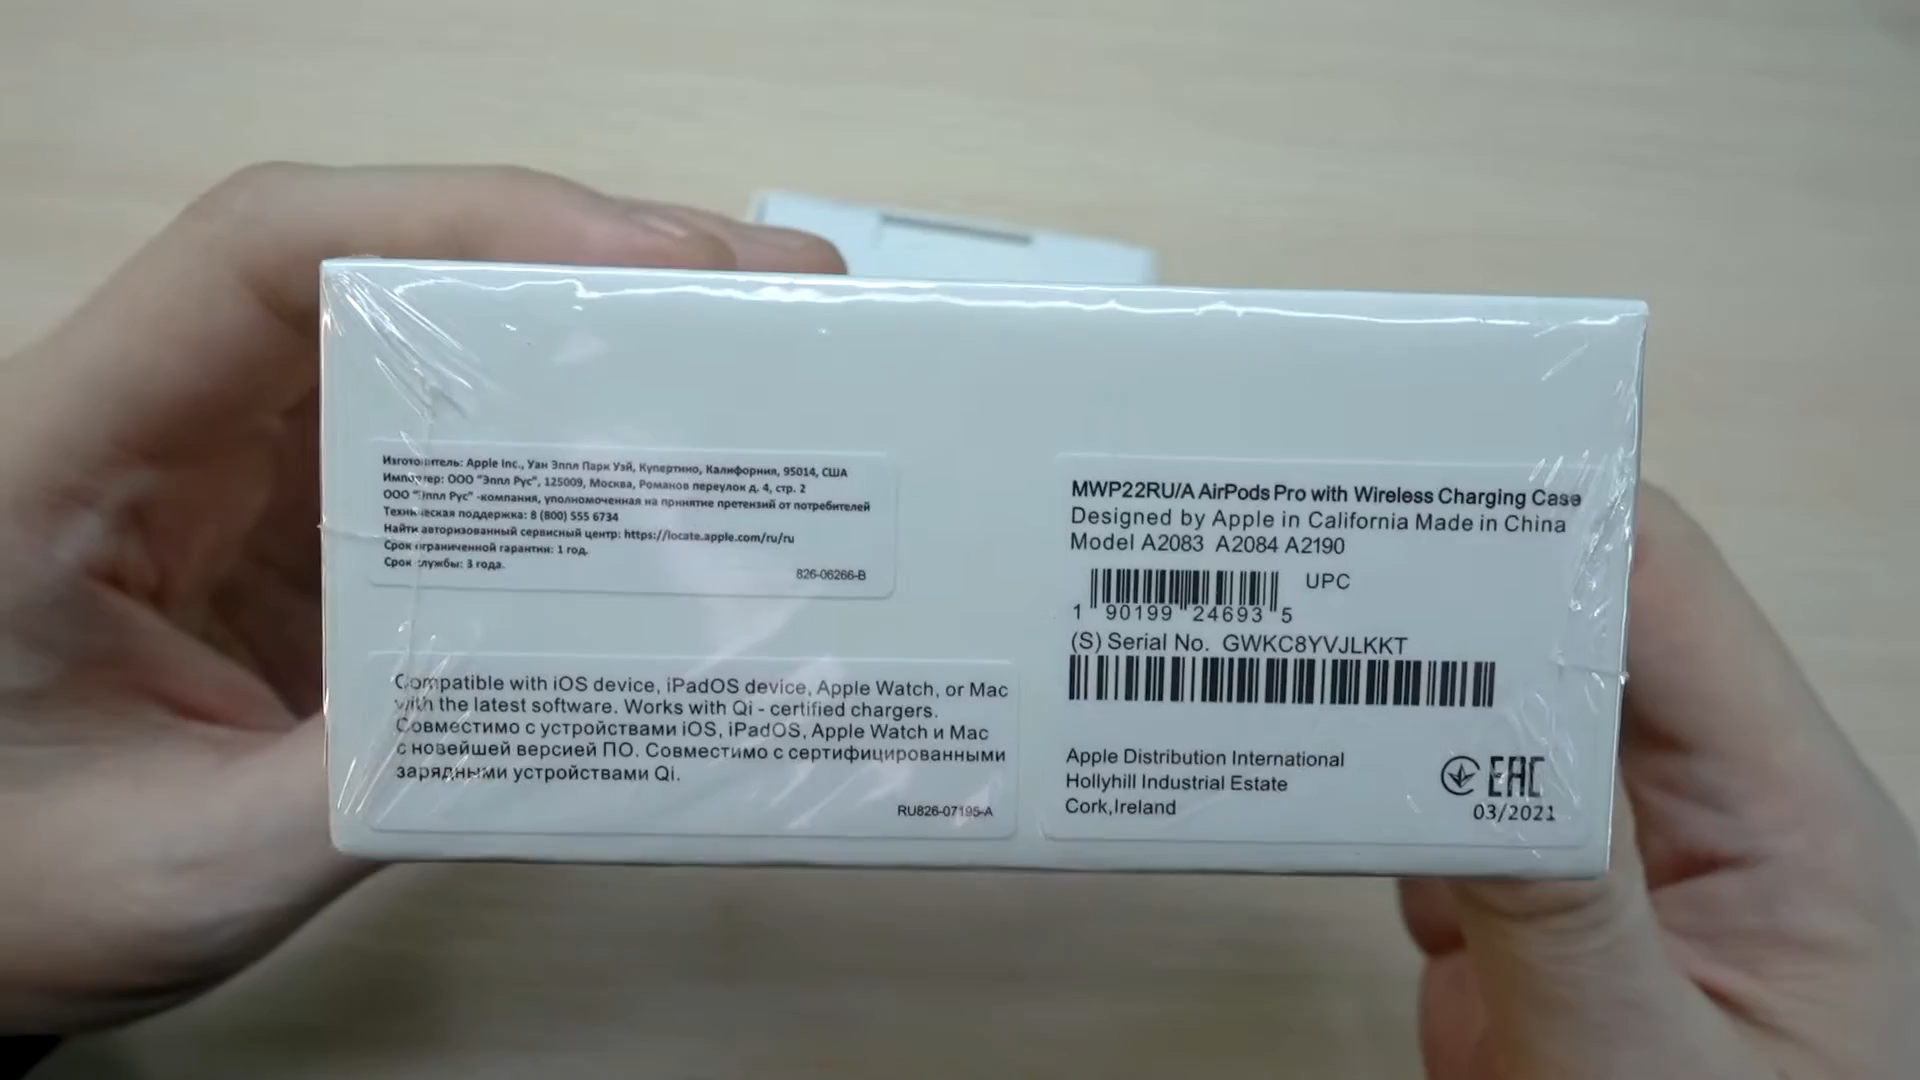 Изготовитель: Apple Inc., Уан Эппл Парк Уэй, Купертино, Калифорния, 95014, США
Импортер: ООО "Эппл Рус", 125009, Москва, Романов переулок д. 4, стр. 2
ООО "Эппл Рус" -компания, уполномоченная на принятие претензий от потребителей
Техническая поддержка: 8 (800) 555 6734
Найти авторизованный сервисный центр: https://locate.apple.com/ru/ru
Срок ограниченной гарантии: 1 год.
Срок службы: 3 года.
826-06266-B
Compatible with iOS device, iPadOS device, Apple Watch, or Mac
with the latest software. Works with Qi - certified chargers.
Совместимо с устройствами iOS, iPadOS, Apple Watch и Mac
с новейшей версией ПО. Совместимо с сертифицированными
зарядными устройствами Qi.
RU826-07195-A
MWP22RU/A AirPods Pro with Wireless Charging Case
Designed by Apple in California Made in China
Model A2083 A2084 A2190
UPC
1 90199 24693 5
(S) Serial No. GWKC8YVJLKKT
Apple Distribution International
Hollyhill Industrial Estate
Cork,Ireland
EAC
03/2021